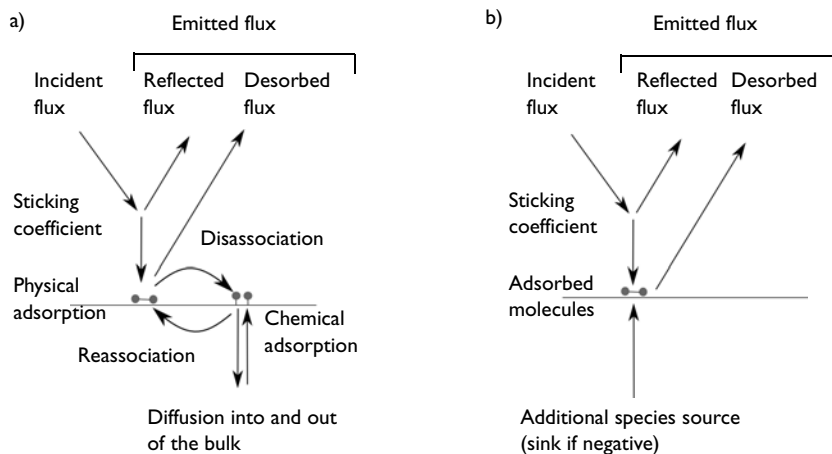 a)
Emitted flux
Incident
flux
Reflected
flux
Desorbed
flux
Sticking
coefficient
Disassociation
Physical
adsorption
Chemical
adsorption
Reassociation
Diffusion into and out
of the bulk
b)
Emitted flux
Incident
flux
Reflected
flux
Desorbed
flux
Sticking
coefficient
Adsorbed
molecules
Additional species source
(sink if negative)